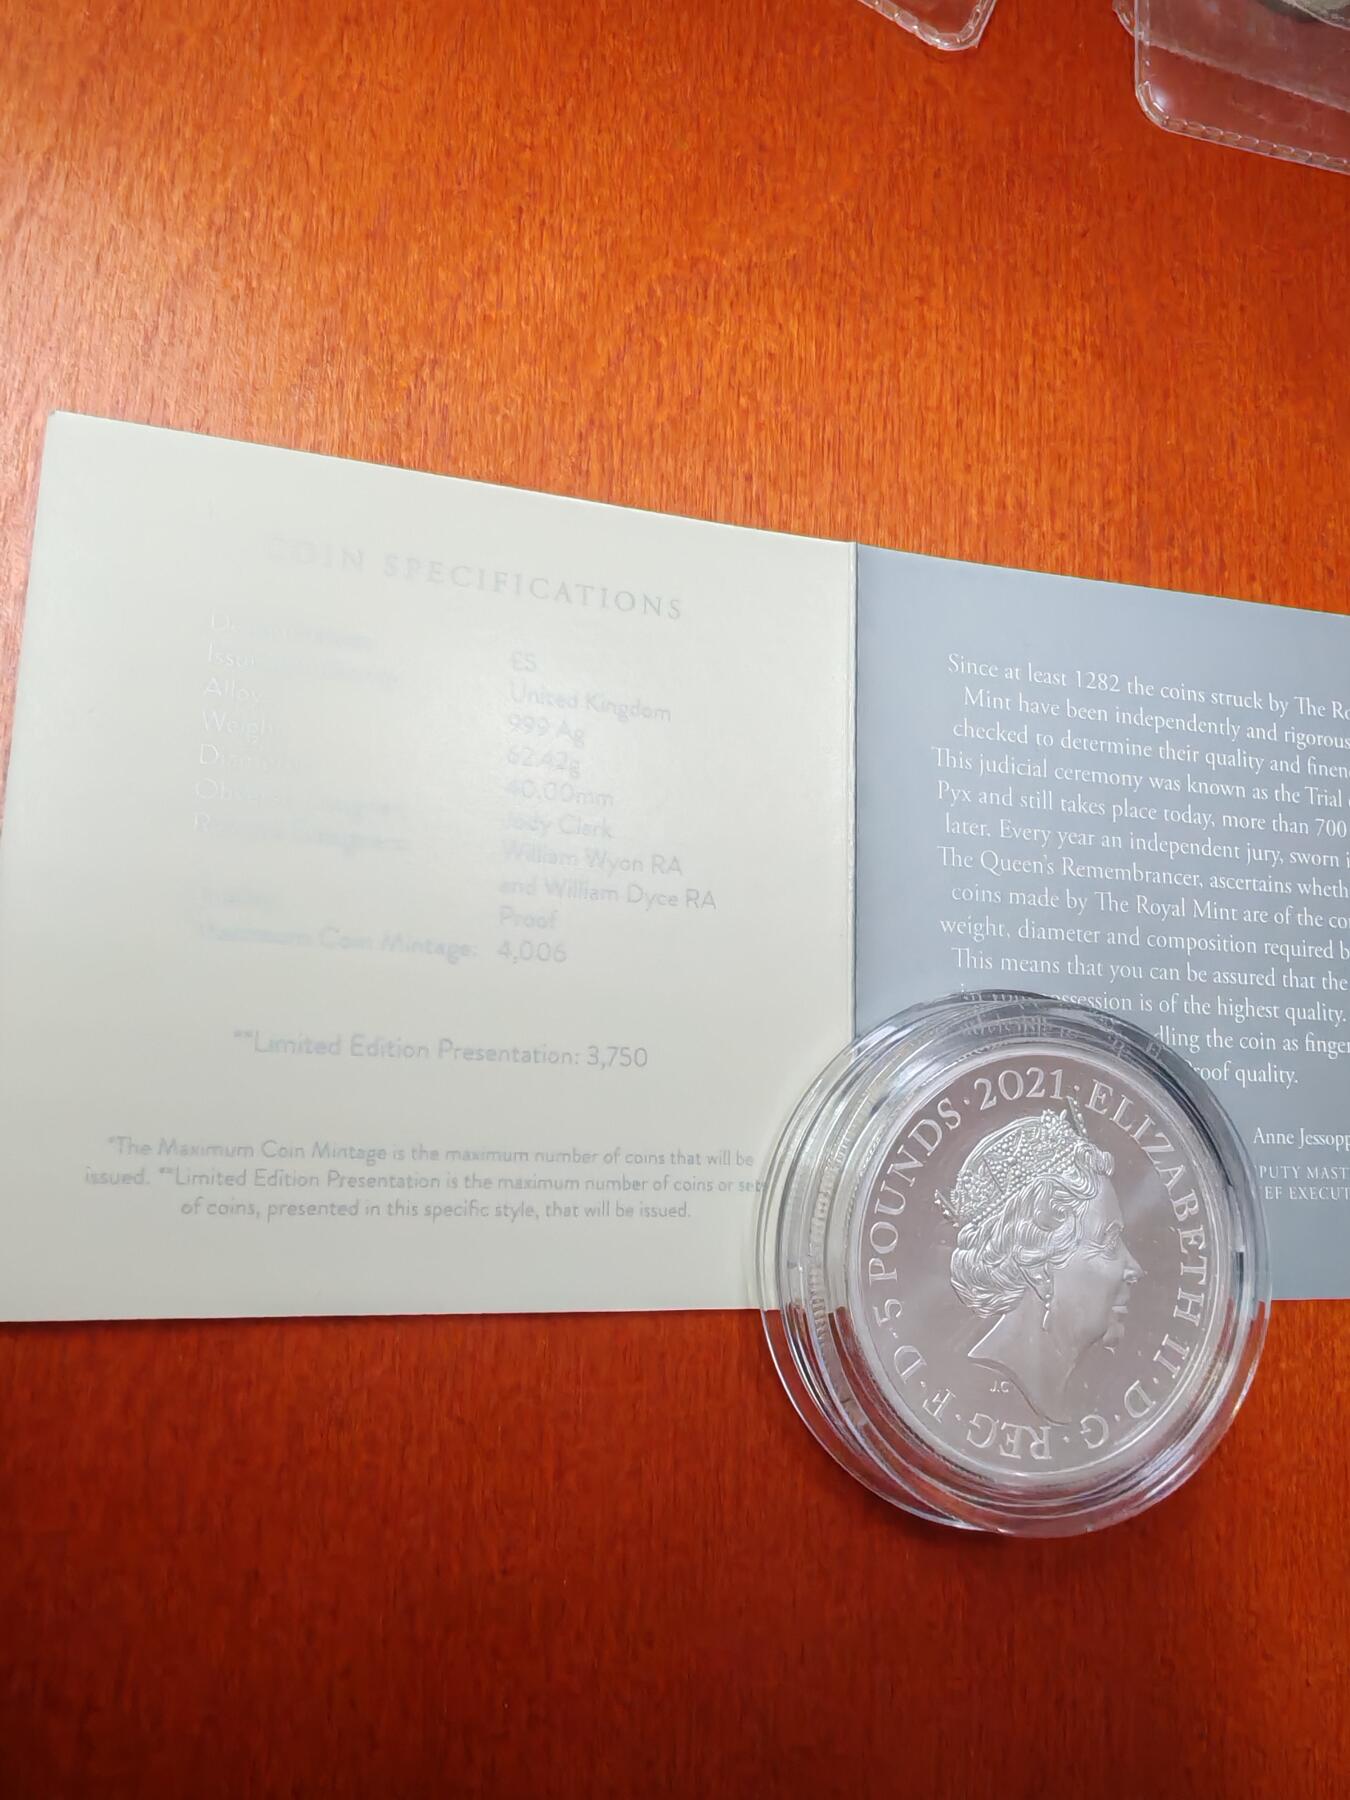 COIN SPECIFICATIONS
£5
United Kingdom
Alloy
999 Ag
62.42g
40.00mm
Jody Clark
William Wyon RA
and William Dyce RA
Proof
Maximum Coin Mintage: 4,006
**Limited Edition Presentation: 3,750
*The Maximum Coin Mintage is the maximum number of coins that will be
issued. **Limited Edition Presentation is the maximum number of coins or sets
of coins, presented in this specific style, that will be issued.
Since at least 1282 the coins struck by The
Mint have been independently and
checked to determine their quality and
This judicial ceremony was known as the Trial
Pyx and still takes place today, more than 700
later. Every year an independent jury, sworn
The Queen's Remembrancer, ascertains
coins made by The Royal Mint are of the
weight, diameter and composition required
This means that you can be assured that the
is of the highest quality.
the coin as
quality.
Anne
2021 · ELIZABETH II · D · G · REG · F · D · 5 POUNDS ·
JC